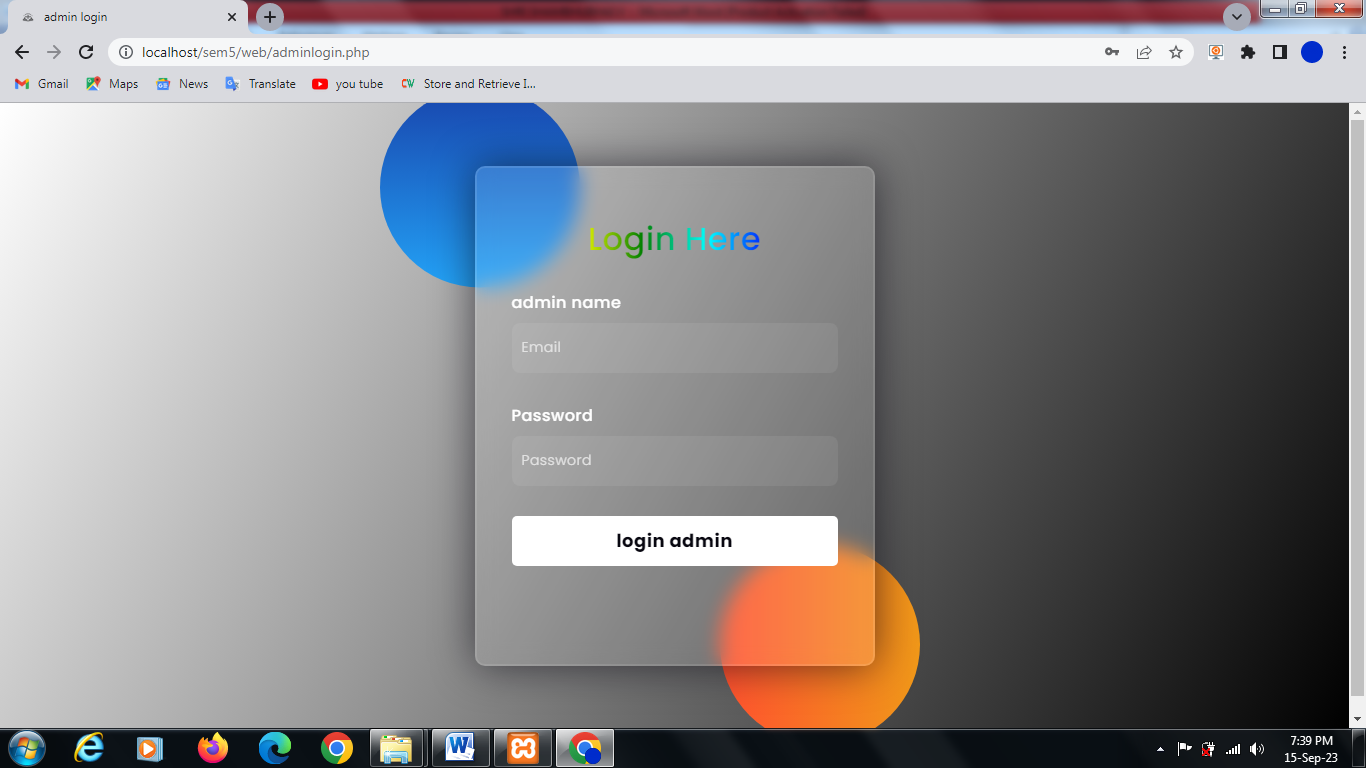 admin login
localhost/sem5/web/adminlogin.php
Gmail
Maps
News
Translate
you tube
CW
Store and Retrieve I...
Login Here
admin name
Email
Password
Password
login admin
7:39 PM
15-Sep-23